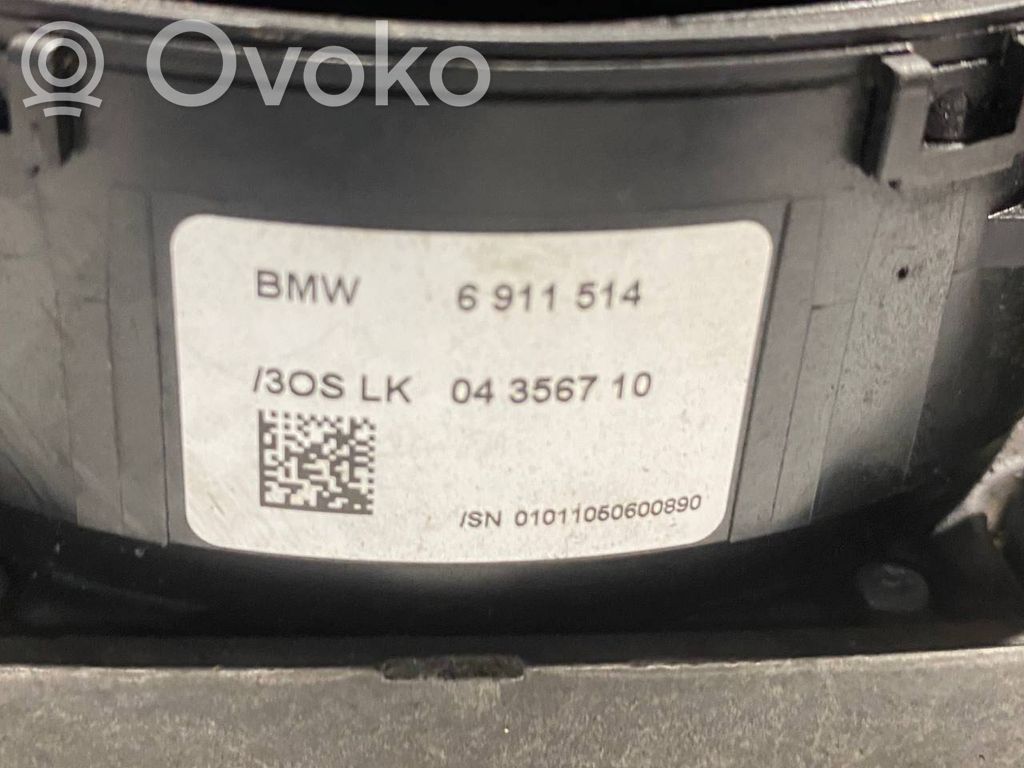 Ovoko
BMW 6 911 514
/3OS LK 04 3567 10
/SN 01011050600890